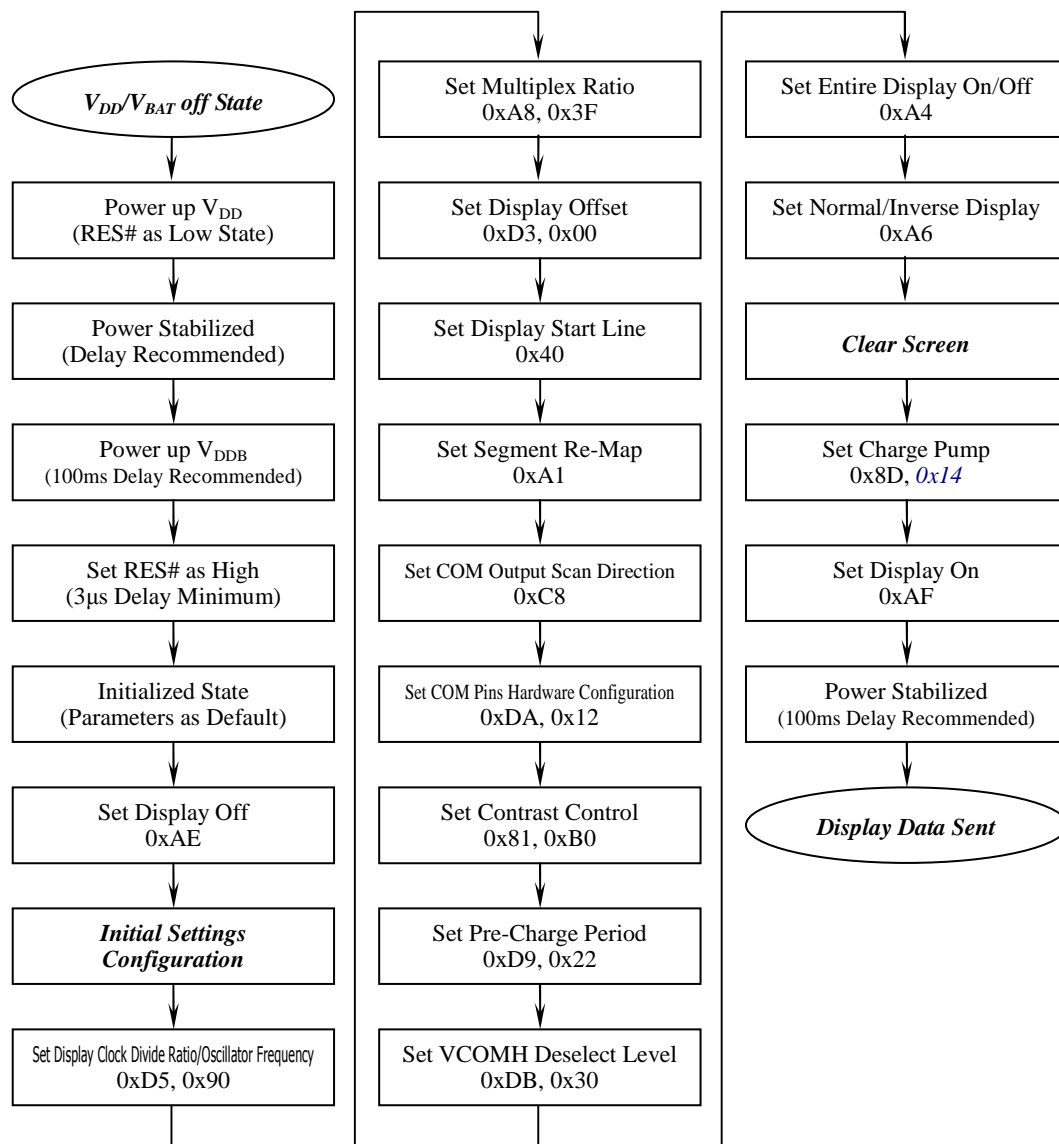 V_DD/V_BAT off State
Power up V_DD
(RES# as Low State)
Power Stabilized
(Delay Recommended)
Power up V_DDB
(100ms Delay Recommended)
Set RES# as High
(3μs Delay Minimum)
Initialized State
(Parameters as Default)
Set Display Off
0xAE
Initial Settings
Configuration
Set Display Clock Divide Ratio/Oscillator Frequency
0xD5, 0x90
Set Multiplex Ratio
0xA8, 0x3F
Set Display Offset
0xD3, 0x00
Set Display Start Line
0x40
Set Segment Re-Map
0xA1
Set COM Output Scan Direction
0xC8
Set COM Pins Hardware Configuration
0xDA, 0x12
Set Contrast Control
0x81, 0xB0
Set Pre-Charge Period
0xD9, 0x22
Set VCOMH Deselect Level
0xDB, 0x30
Set Entire Display On/Off
0xA4
Set Normal/Inverse Display
0xA6
Clear Screen
Set Charge Pump
0x8D, 0x14
Set Display On
0xAF
Power Stabilized
(100ms Delay Recommended)
Display Data Sent